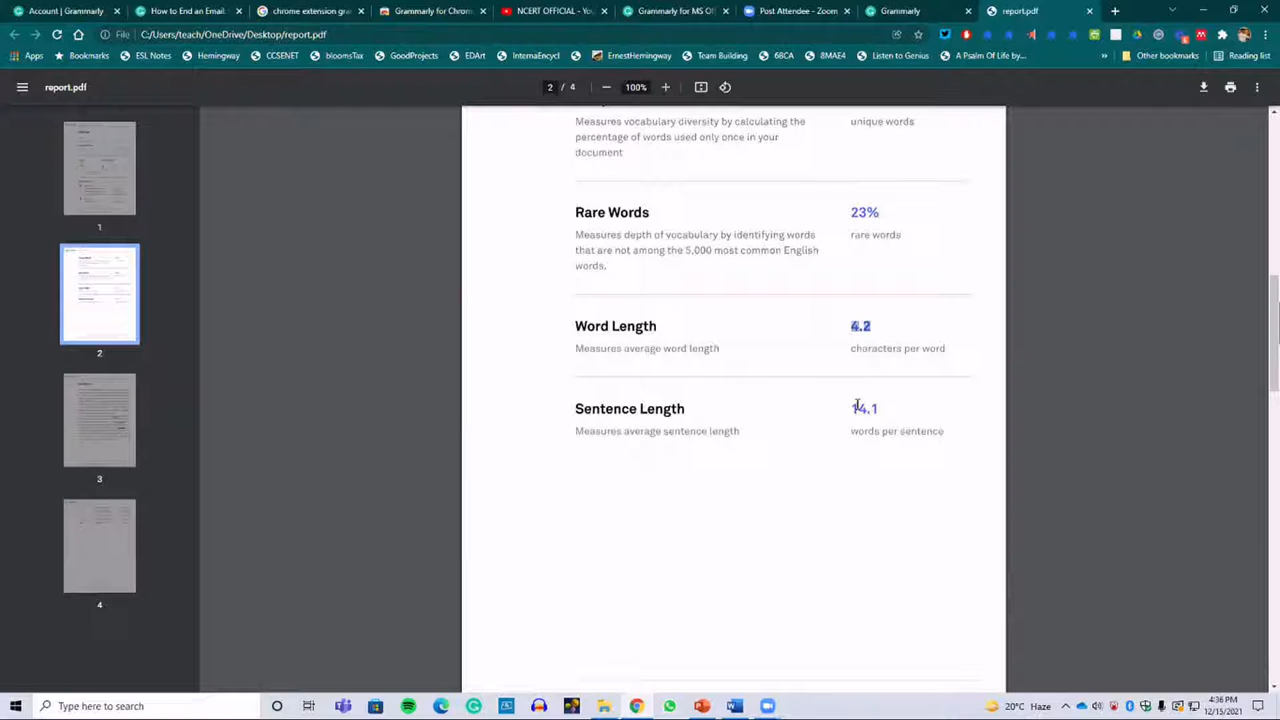 Account | Grammarly
How to End an Email:
chrome extension gra
Grammarly for Chrom
NCERT OFFICIAL - You
Grammarly for MS Of
Post Attendee - Zoom
Grammarly
report.pdf
File
C:/Users/teach/OneDrive/Desktop/report.pdf
Apps
Bookmarks
ESL Notes
Hemingway
CCSENET
bloomsTax
GoodProjects
EDArt
InternaEncyl
ErnestHemingway
Team Building
68CA
8MAE4
Listen to Genius
A Psalm Of Life by...
Other bookmarks
Reading list
report.pdf
2 / 4
100%
Measures vocabulary diversity by calculating the
percentage of words used only once in your
document
unique words
Rare Words
23%
Measures depth of vocabulary by identifying words
that are not among the 5,000 most common English
words.
rare words
Word Length
4.2
Measures average word length
characters per word
Sentence Length
14.1
Measures average sentence length
words per sentence
1
2
3
4
Type here to search
20°C Haze
4:36 PM
12/15/2021